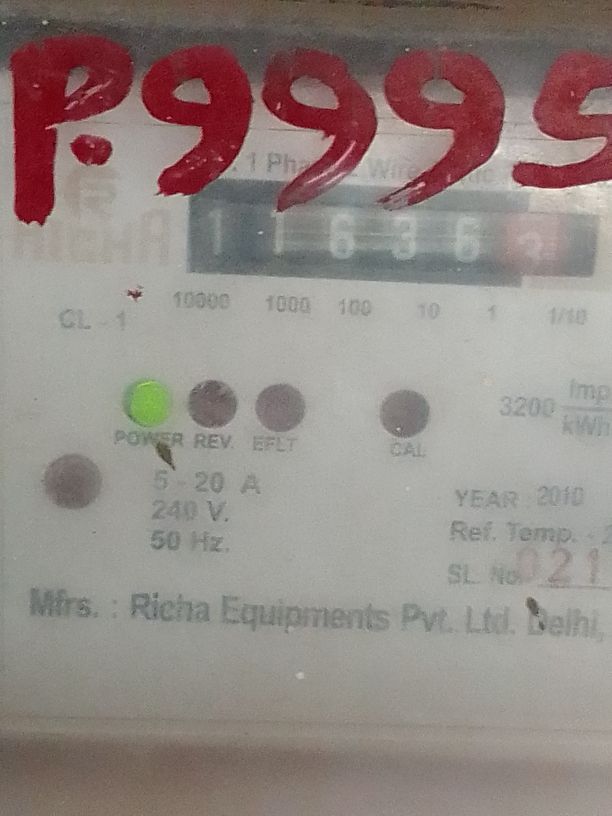 P.9995
1 Pha
RICHA
1 1 6 3 6
10000 1000 100 10 1 1/10
CL - 1
3200 Imp
kWh
POWER REV. EFLT CAL
5 - 20 A
240 V.
50 Hz.
YEAR : 2010
Ref. Temp. -
SL. No. 021
Mfrs. : Richa Equipments Pvt. Ltd. Delhi,